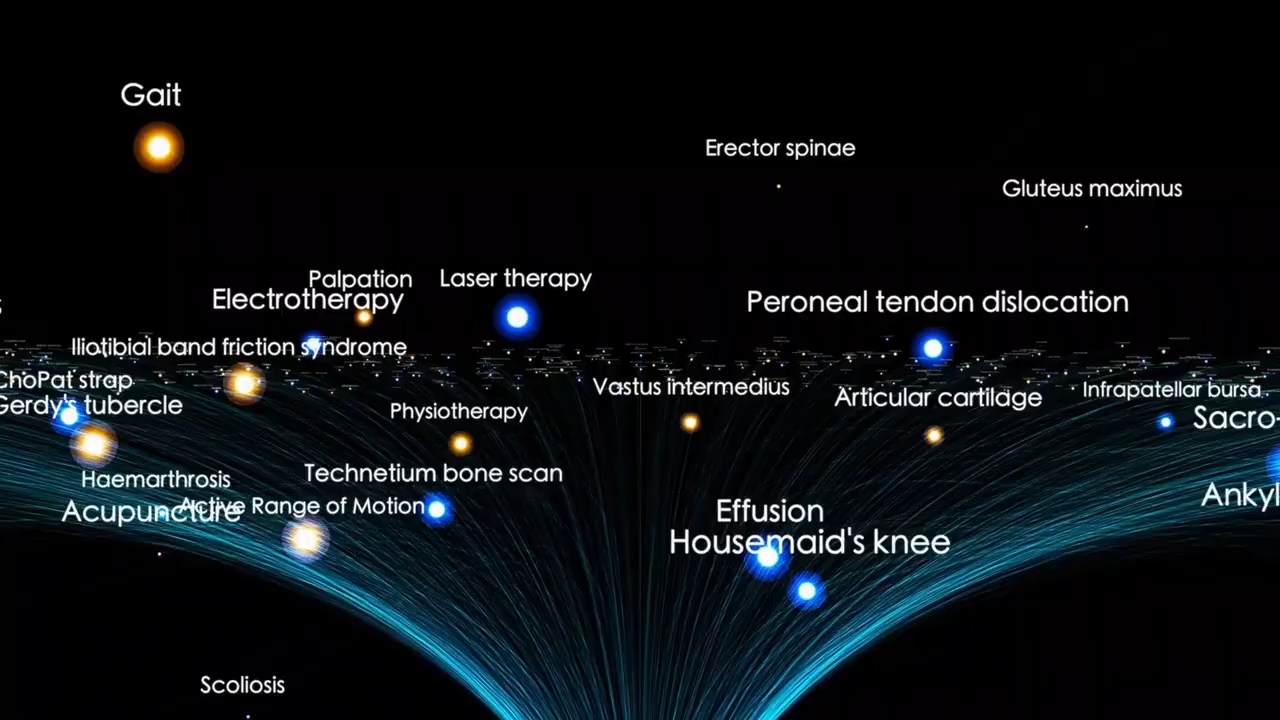 Gait
Erector spinae
Gluteus maximus
Palpation
Laser therapy
Electrotherapy
Peroneal tendon dislocation
Iliotibial band friction syndrome
ChoPat strap
Vastus intermedius
Infrapatellar bursa
Articular cartilage
Gerdy's tubercle
Physiotherapy
Sacro-
Technetium bone scan
Haemarthrosis
Ankyl
Active Range of Motion
Acupuncture
Effusion
Housemaid's knee
Scoliosis